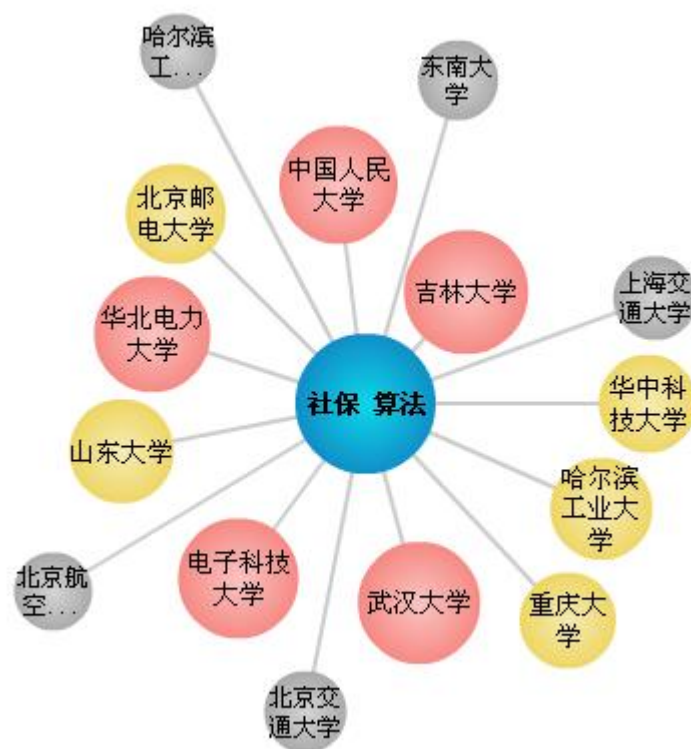 哈尔滨
工...
东南大
学
中国人民
大学
北京邮
电大学
吉林大学
上海交
通大学
华北电力
大学
社保 算法
华中科
技大学
山东大学
哈尔滨
工业大
学
北京航
空...
电子科技
大学
武汉大学
重庆大
学
北京交
通大学